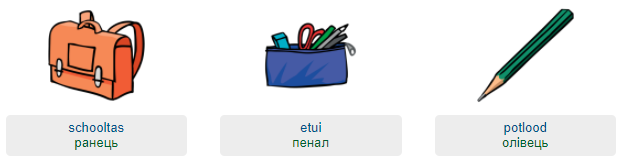 schooltas
ранець
etui
пенал
potlood
олівець